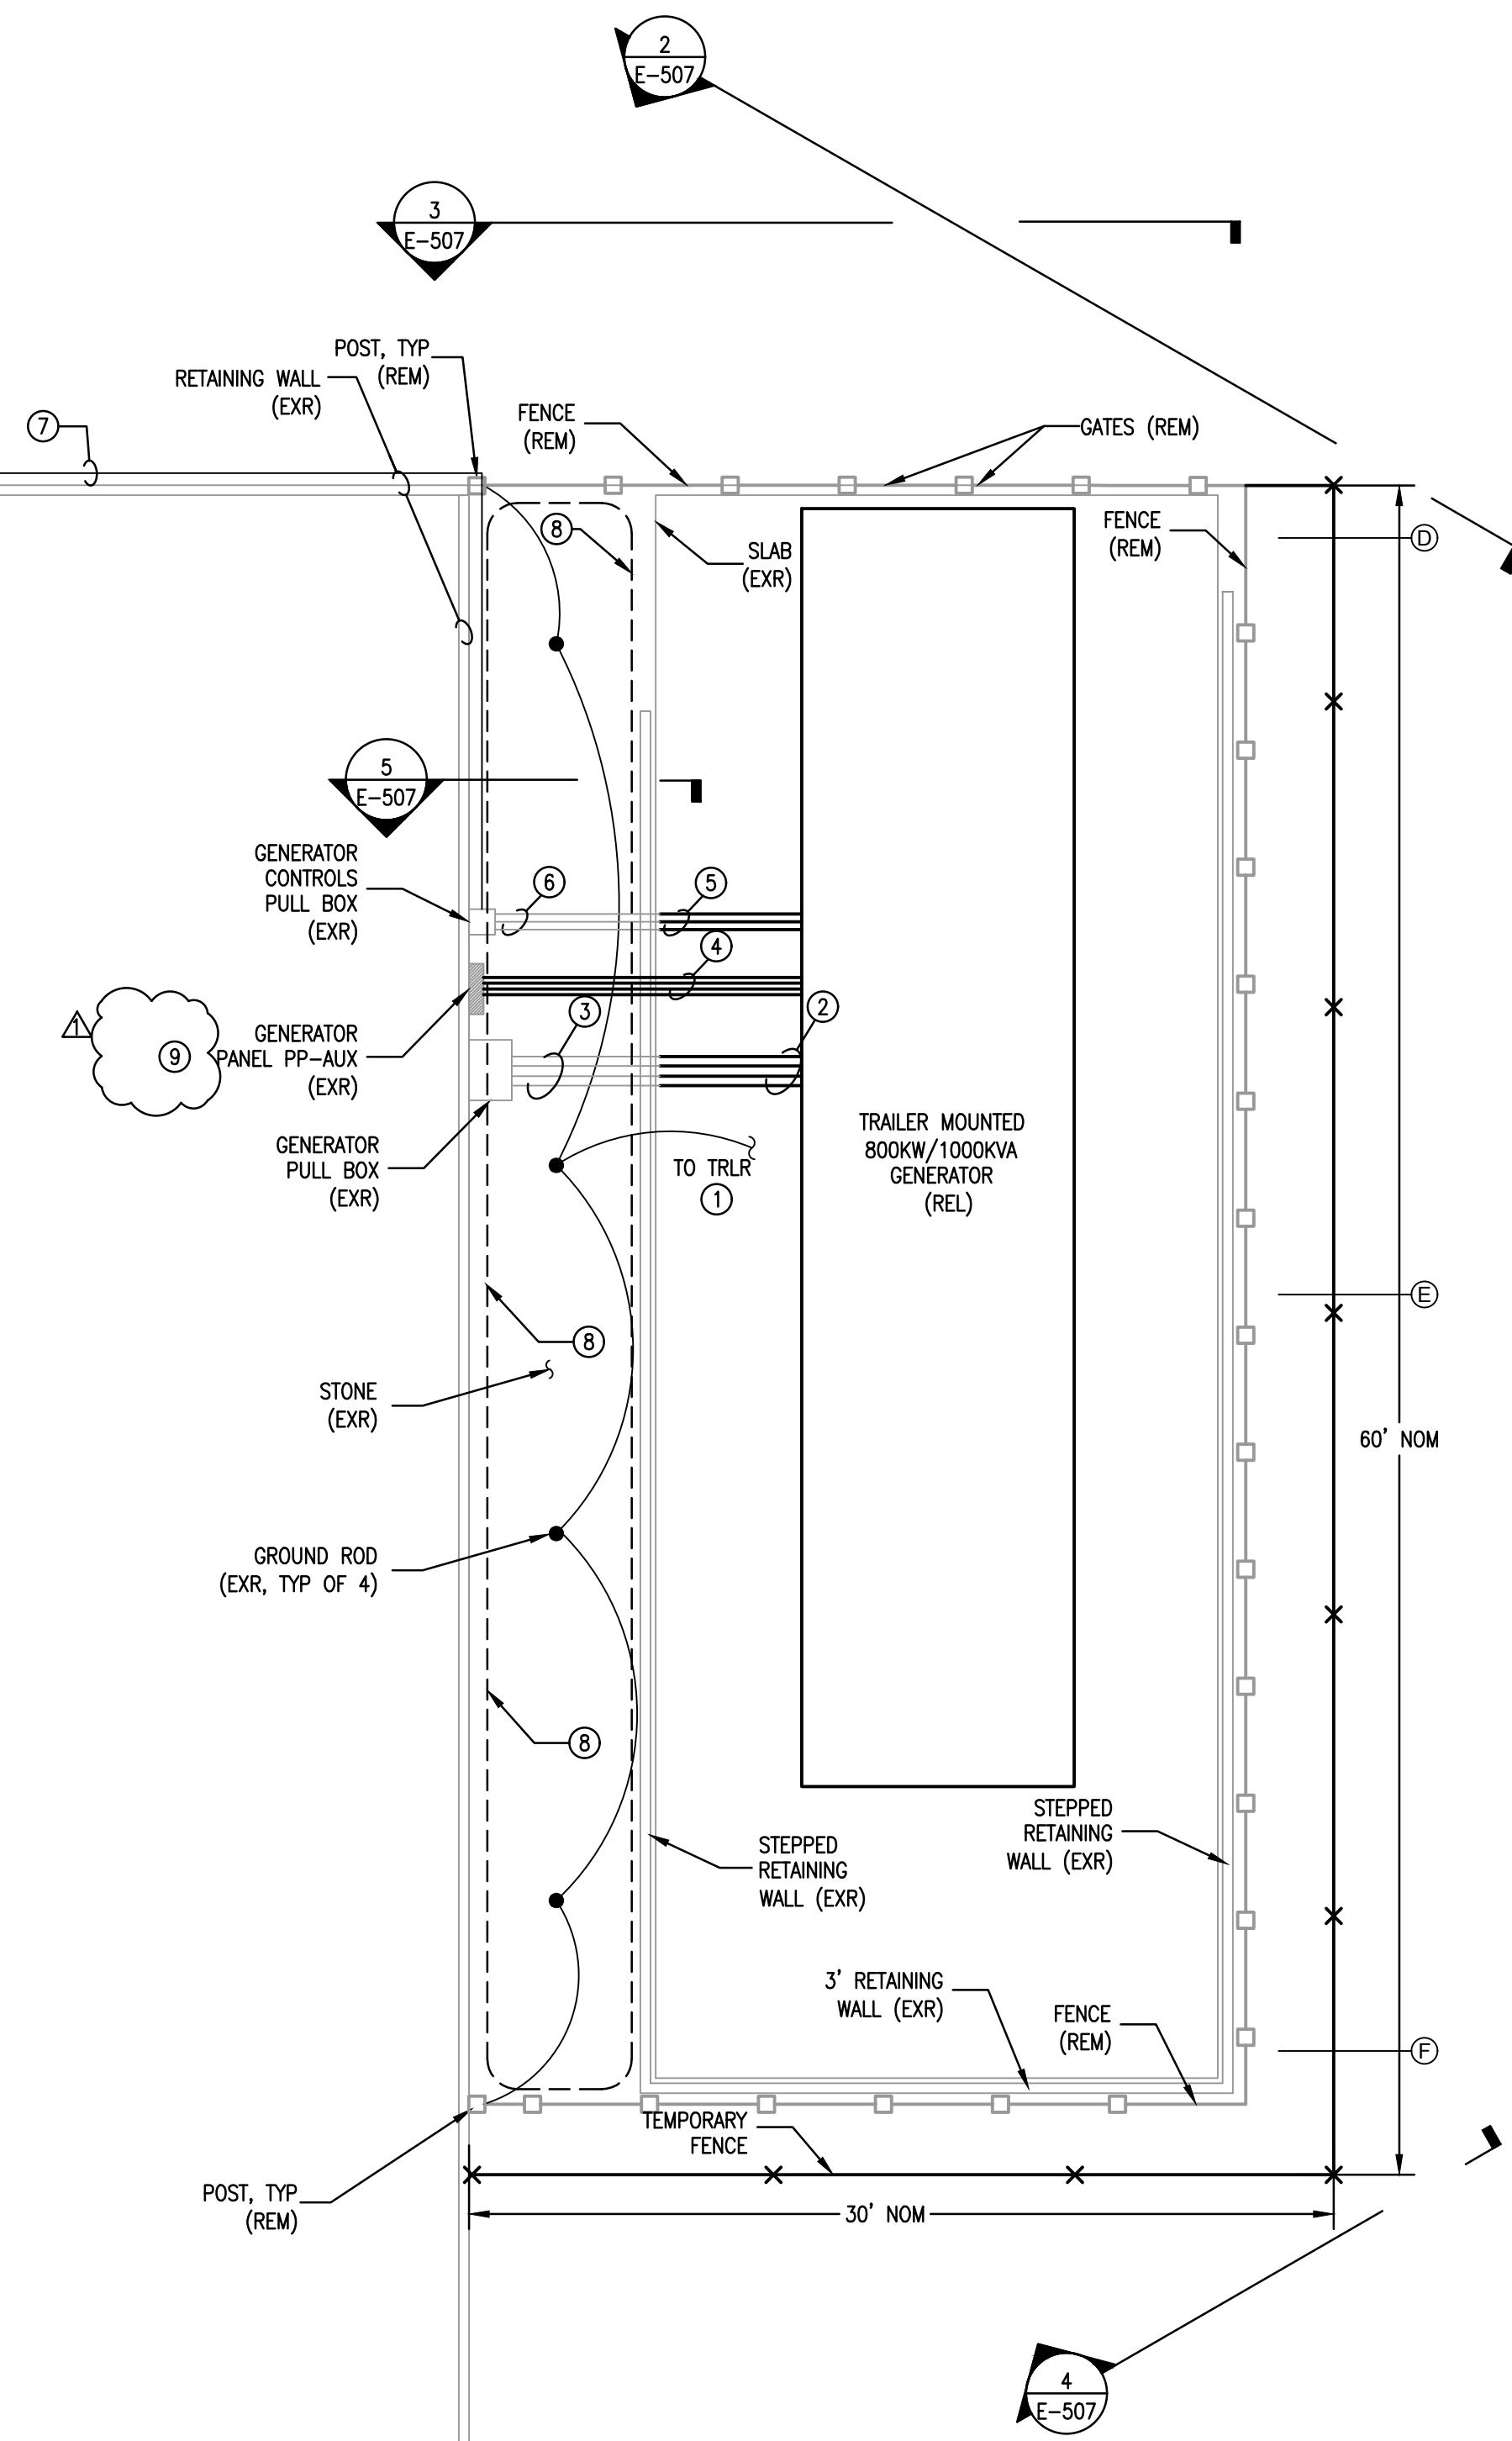 2
E-507
3
E-507
POST, TYP
(REM)
RETAINING WALL
(EXR)
7
FENCE
(REM)
GATES (REM)
8
SLAB
(EXR)
FENCE
(REM)
D
5
E-507
GENERATOR
CONTROLS
PULL BOX
(EXR)
6
5
4
3
2
1
9
GENERATOR
PANEL PP-AUX
(EXR)
GENERATOR
PULL BOX
(EXR)
TO TRLR
1
TRAILER MOUNTED
800KW/1000KVA
GENERATOR
(REL)
E
8
STONE
(EXR)
60' NOM
GROUND ROD
(EXR, TYP OF 4)
8
STEPPED
RETAINING
WALL (EXR)
STEPPED
RETAINING
WALL (EXR)
3' RETAINING
WALL (EXR)
FENCE
(REM)
F
TEMPORARY
FENCE
POST, TYP
(REM)
30' NOM
4
E-507